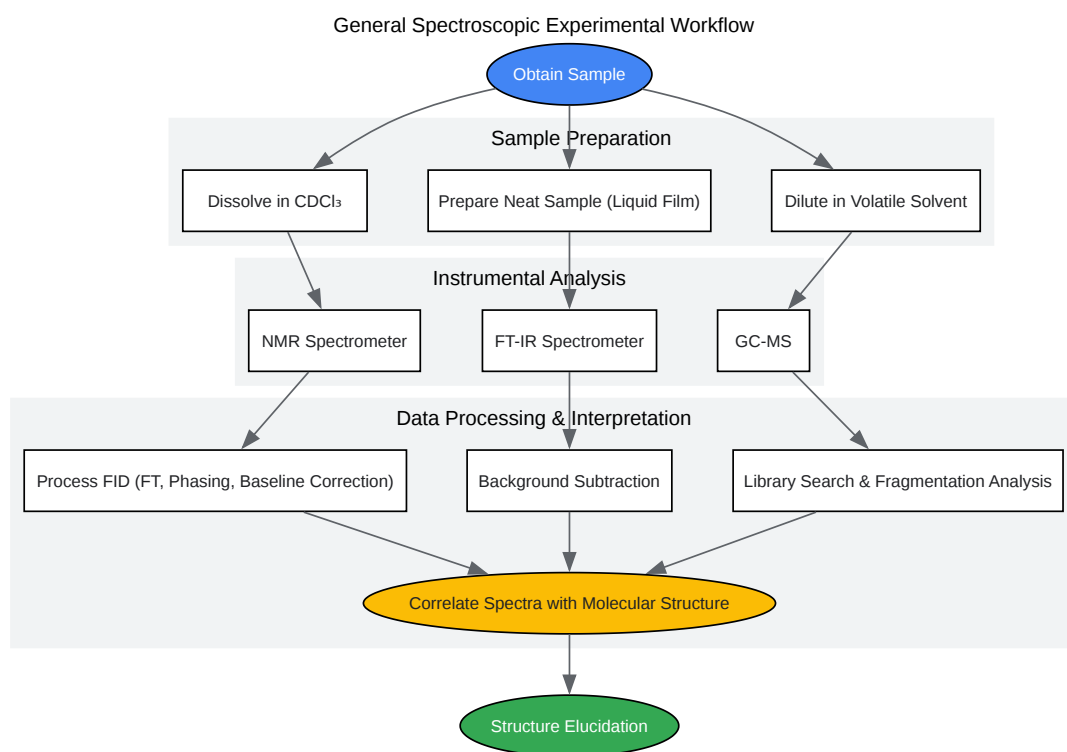 General Spectroscopic Experimental Workflow
Obtain Sample
Sample Preparation
Dissolve in CDCl₃
Prepare Neat Sample (Liquid Film)
Dilute in Volatile Solvent
Instrumental Analysis
NMR Spectrometer
FT-IR Spectrometer
GC-MS
Data Processing & Interpretation
Process FID (FT, Phasing, Baseline Correction)
Background Subtraction
Library Search & Fragmentation Analysis
Correlate Spectra with Molecular Structure
Structure Elucidation